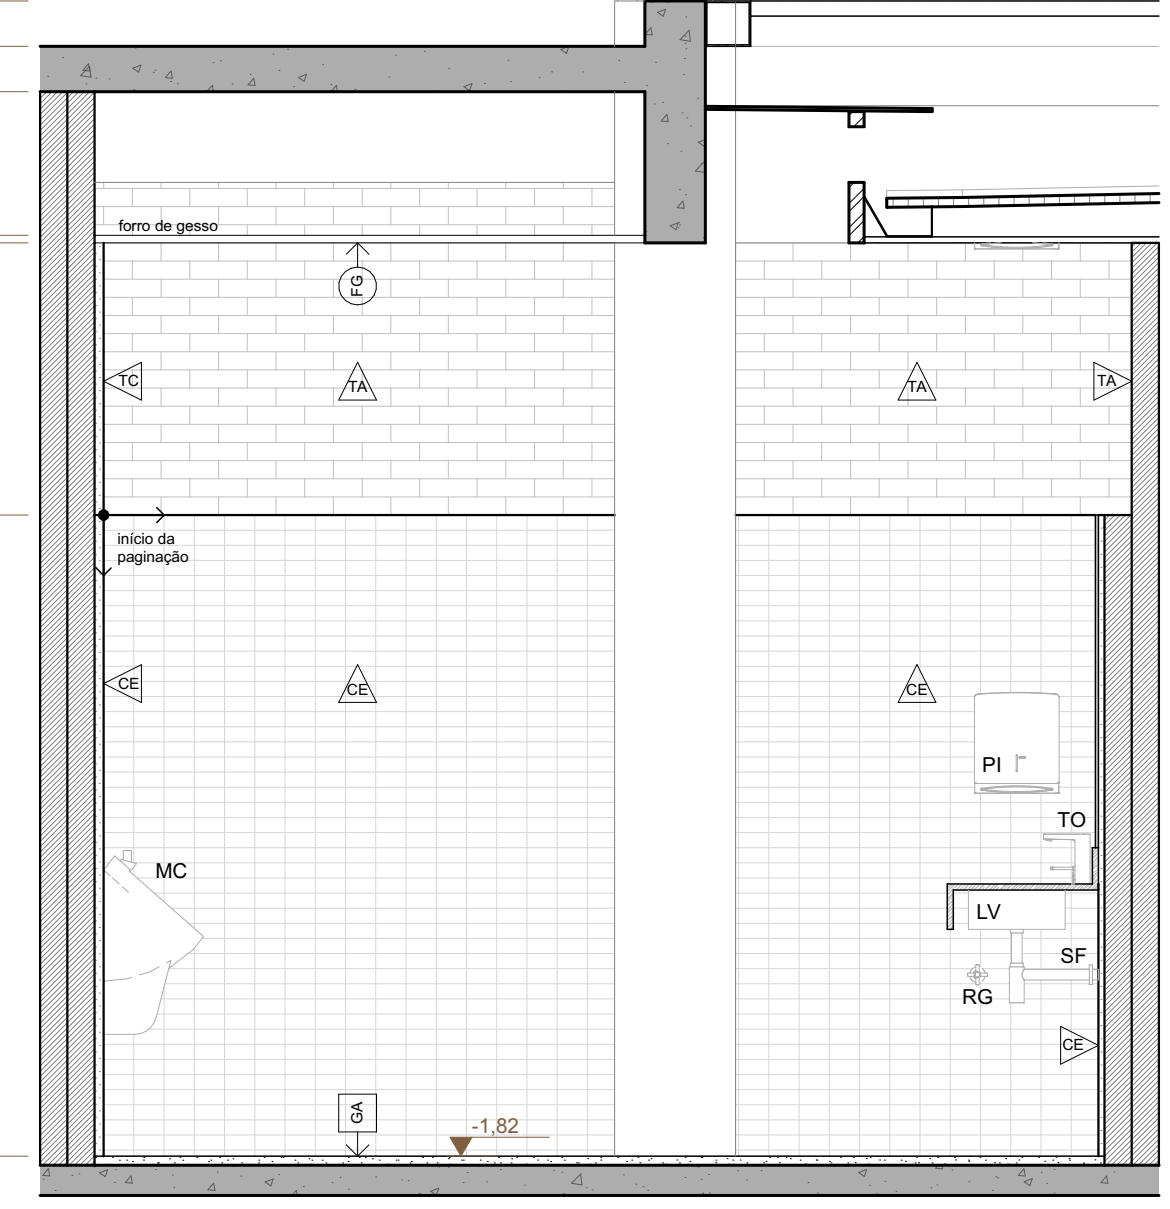 forro de gesso
FG
TC
TA
TA
TA
início da
paginação
CE
CE
CE
PI
TO
MC
LV
SF
RG
CE
GA
-1,82